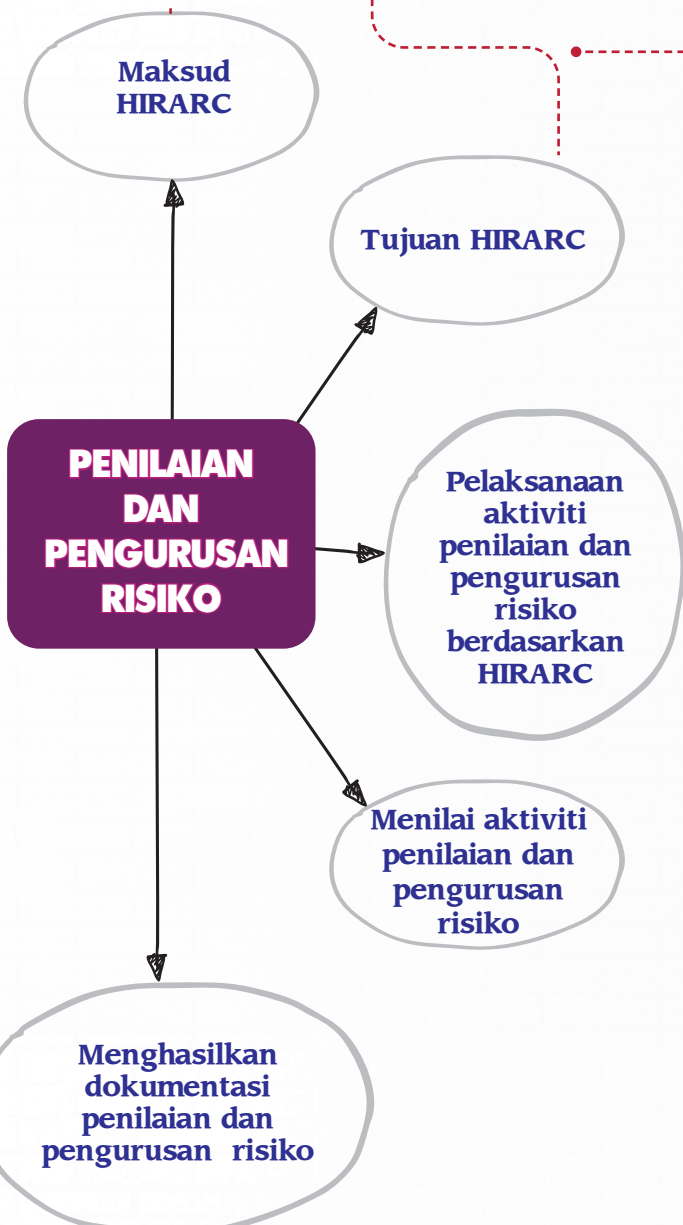 Maksud
HIRARC
Tujuan HIRARC
PENILAIAN
DAN
PENGURUSAN
RISIKO
Pelaksanaan
aktiviti
penilaian dan
pengurusan
risiko
berdasarkan
HIRARC
Menilai aktiviti
penilaian dan
pengurusan
risiko
Menghasilkan
dokumentasi
penilaian dan
pengurusan risiko